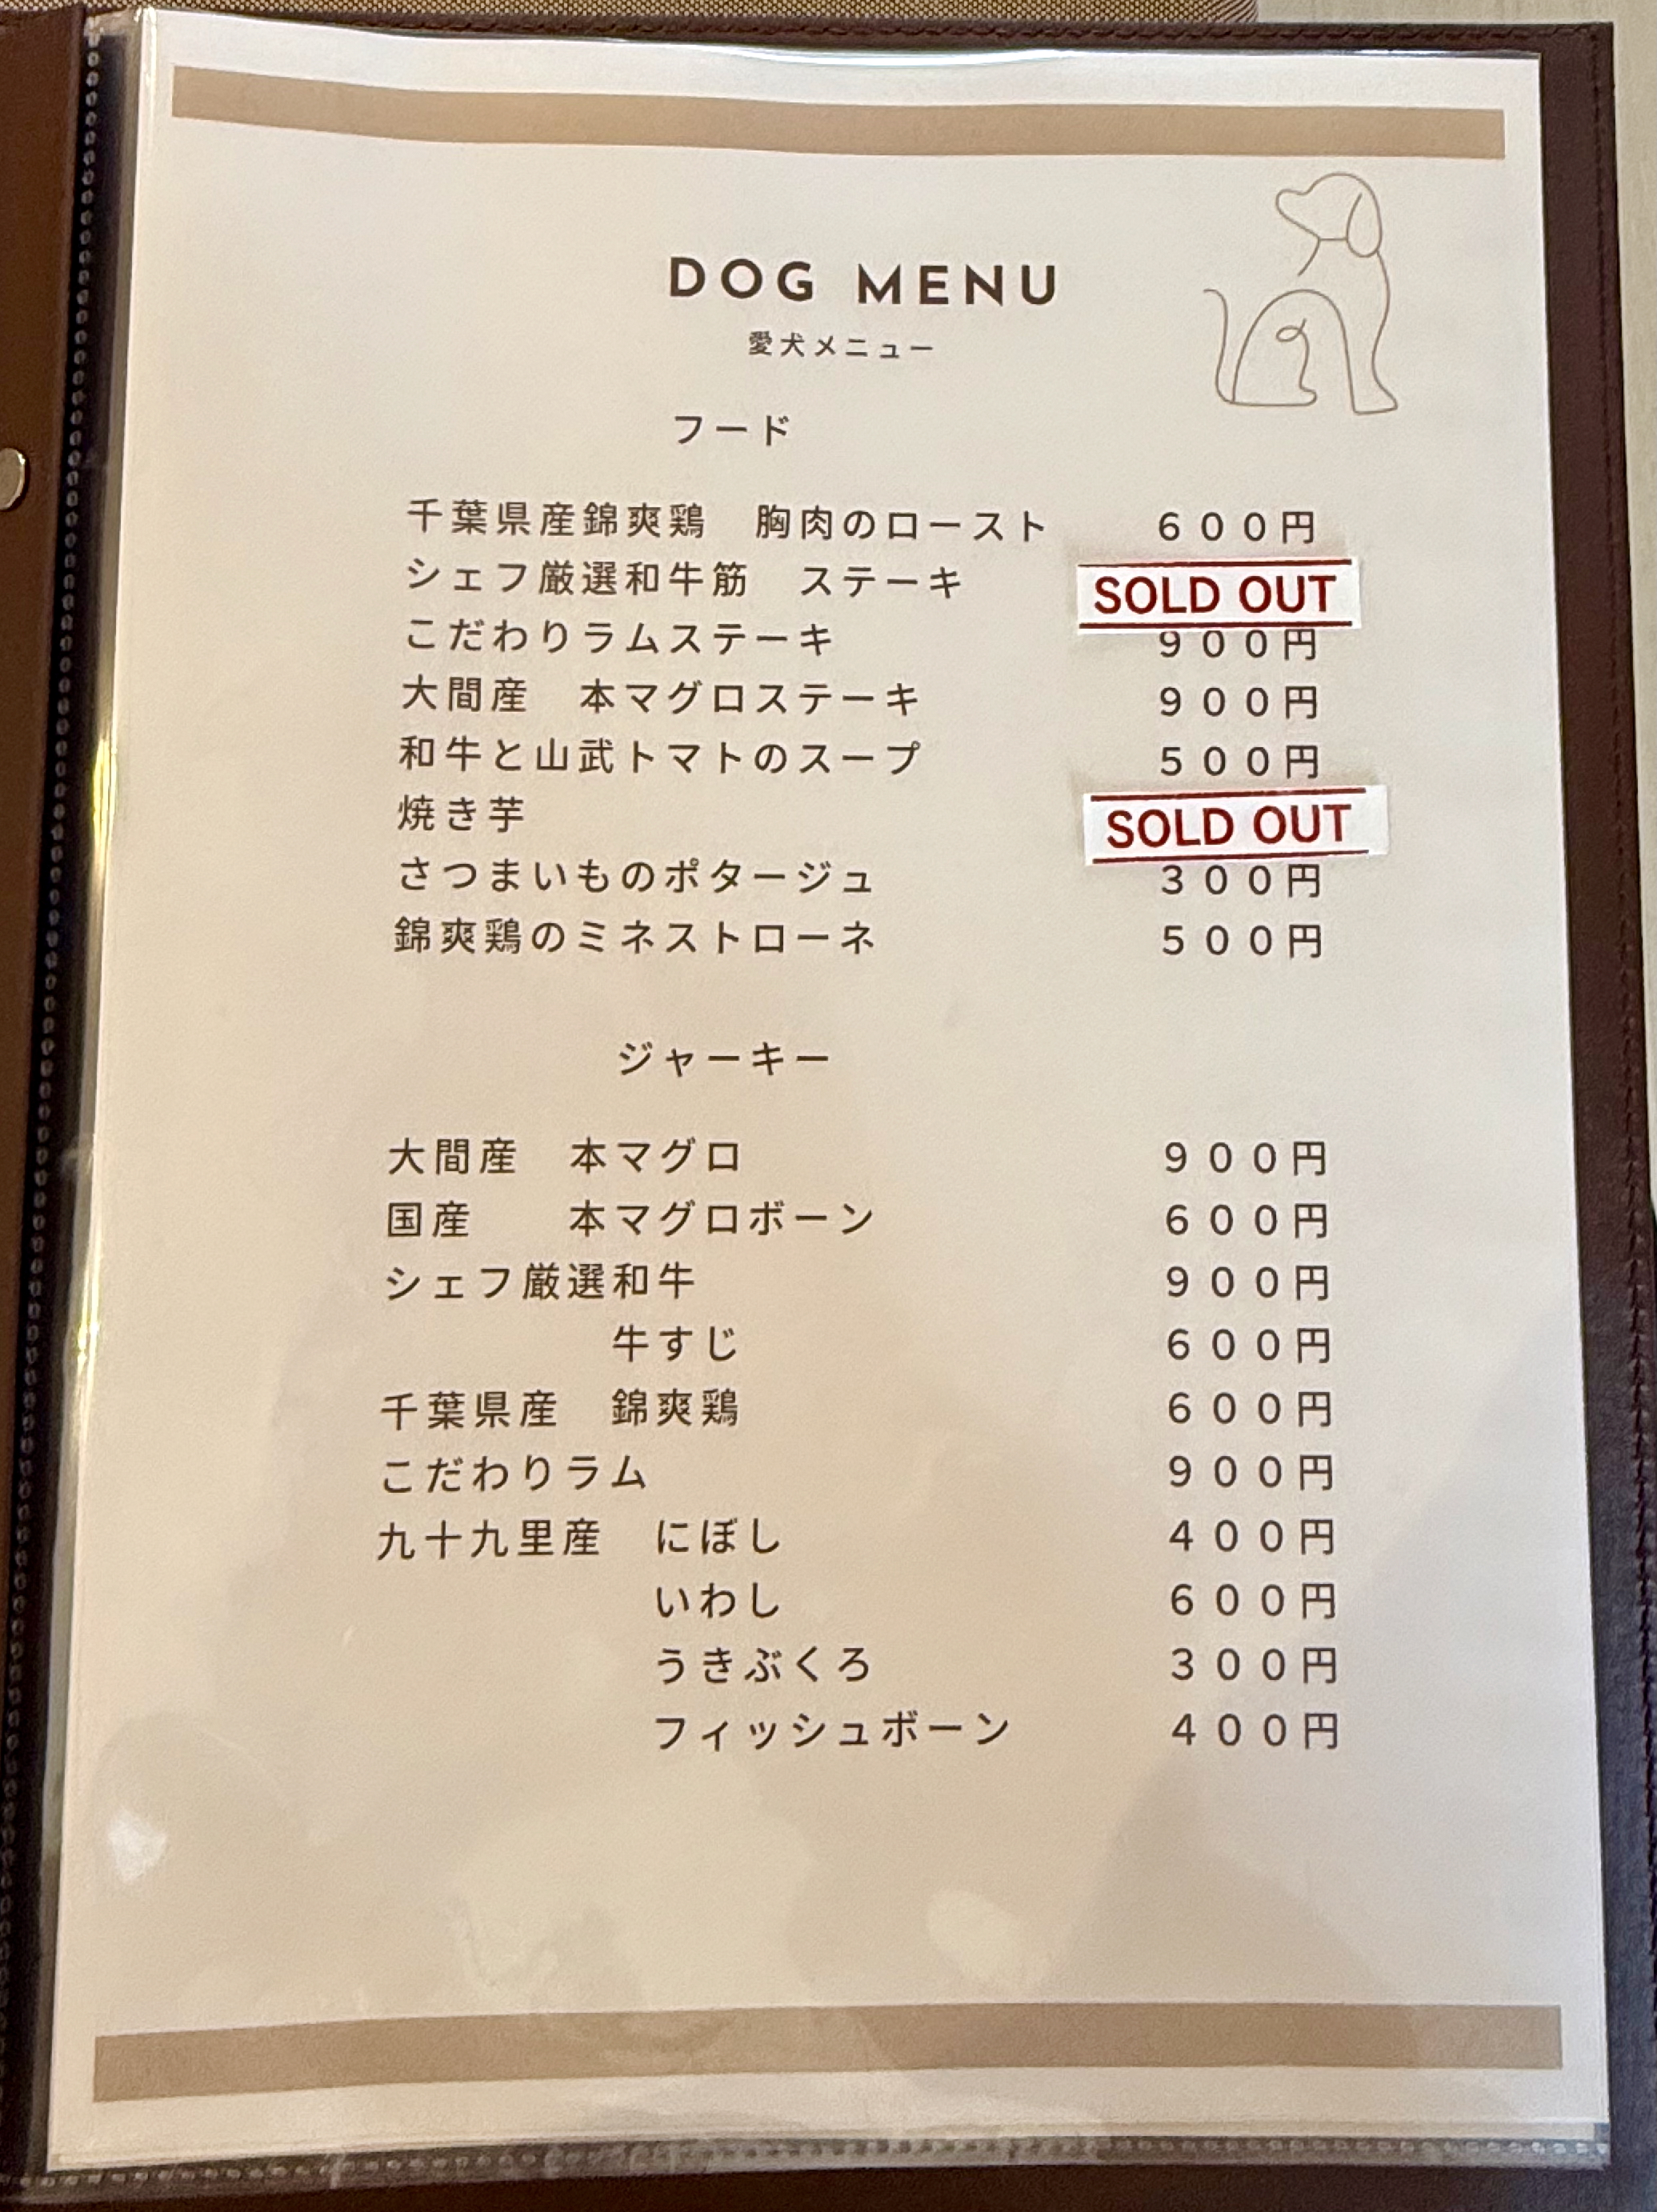 DOG MENU
愛犬メニュー
フード
千葉県産錦爽鶏　胸肉のロースト　６００円
シェフ厳選和牛筋　ステーキ　SOLD OUT
こだわりラムステーキ　９００円
大間産　本マグロステーキ　９００円
和牛と山武トマトのスープ　５００円
焼き芋　SOLD OUT
さつまいものポタージュ　３００円
錦爽鶏のミネストローネ　５００円
ジャーキー
大間産　本マグロ　９００円
国産　　本マグロボーン　６００円
シェフ厳選和牛　９００円
牛すじ　６００円
千葉県産　錦爽鶏　６００円
こだわりラム　９００円
九十九里産　にぼし　４００円
いわし　６００円
うきぶくろ　３００円
フィッシュボーン　４００円